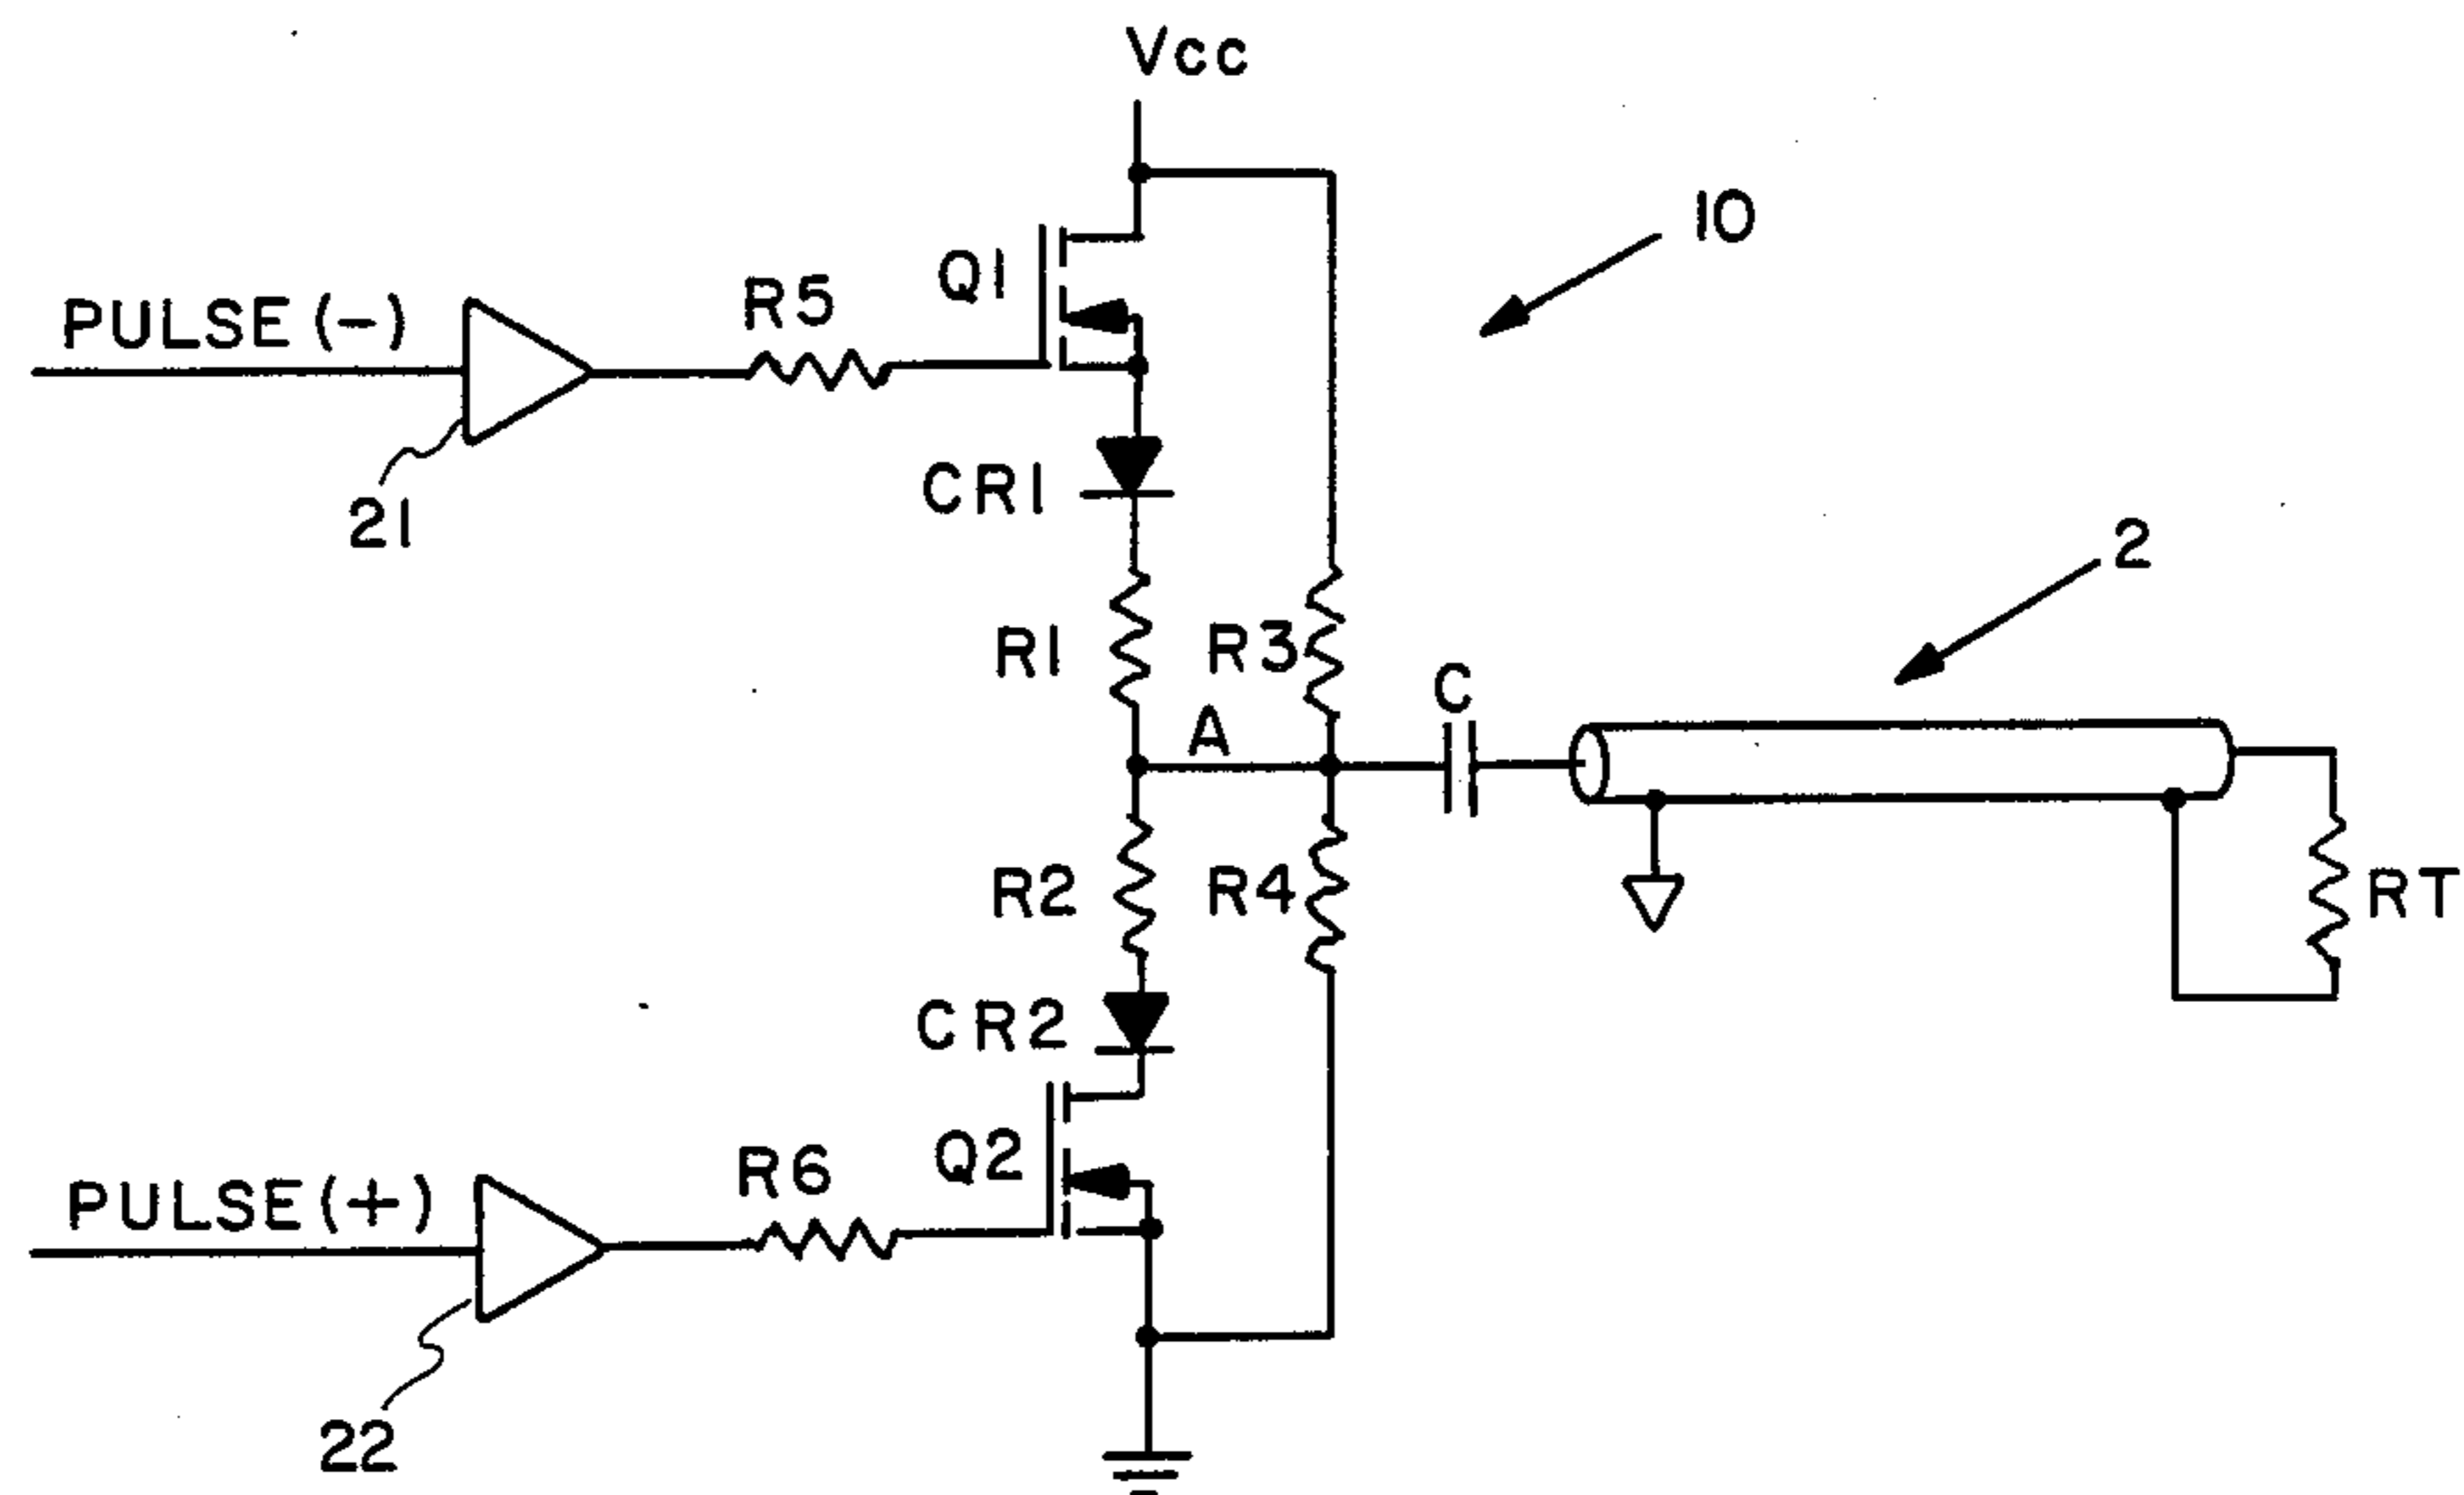 Vcc
10
Q1
R5
PULSE (-)
CR1
21
2
R1
R3
C
A
R2
R4
RT
CR2
Q2
R6
PULSE (+)
22